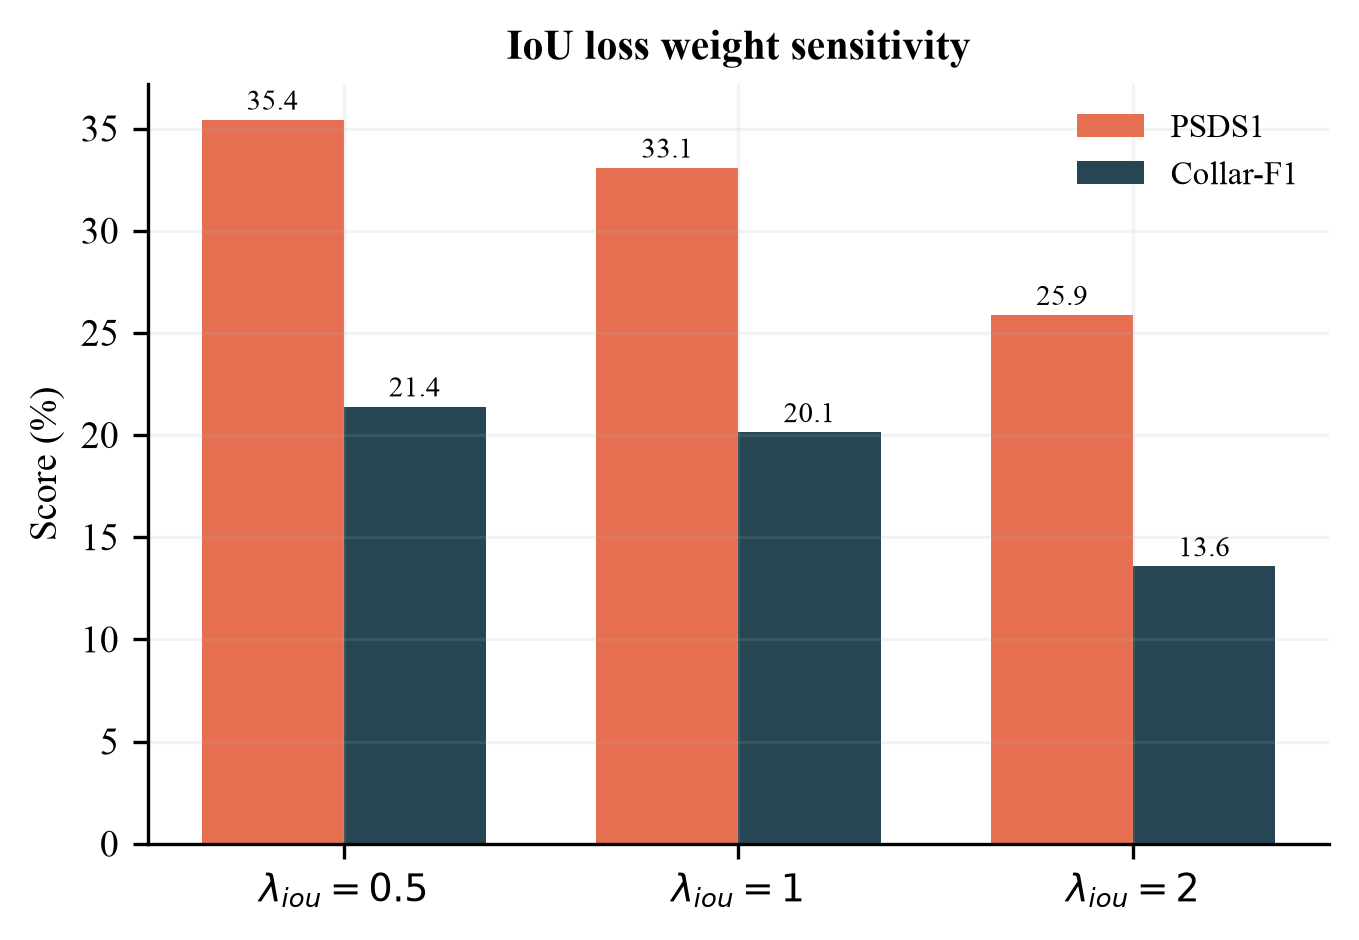 IoU loss weight sensitivity
35.4
33.1
25.9
21.4
20.1
13.6
PSDS1
Collar-F1
Score (%)
35
30
25
20
15
10
5
0
λ_iou = 0.5
λ_iou = 1
λ_iou = 2